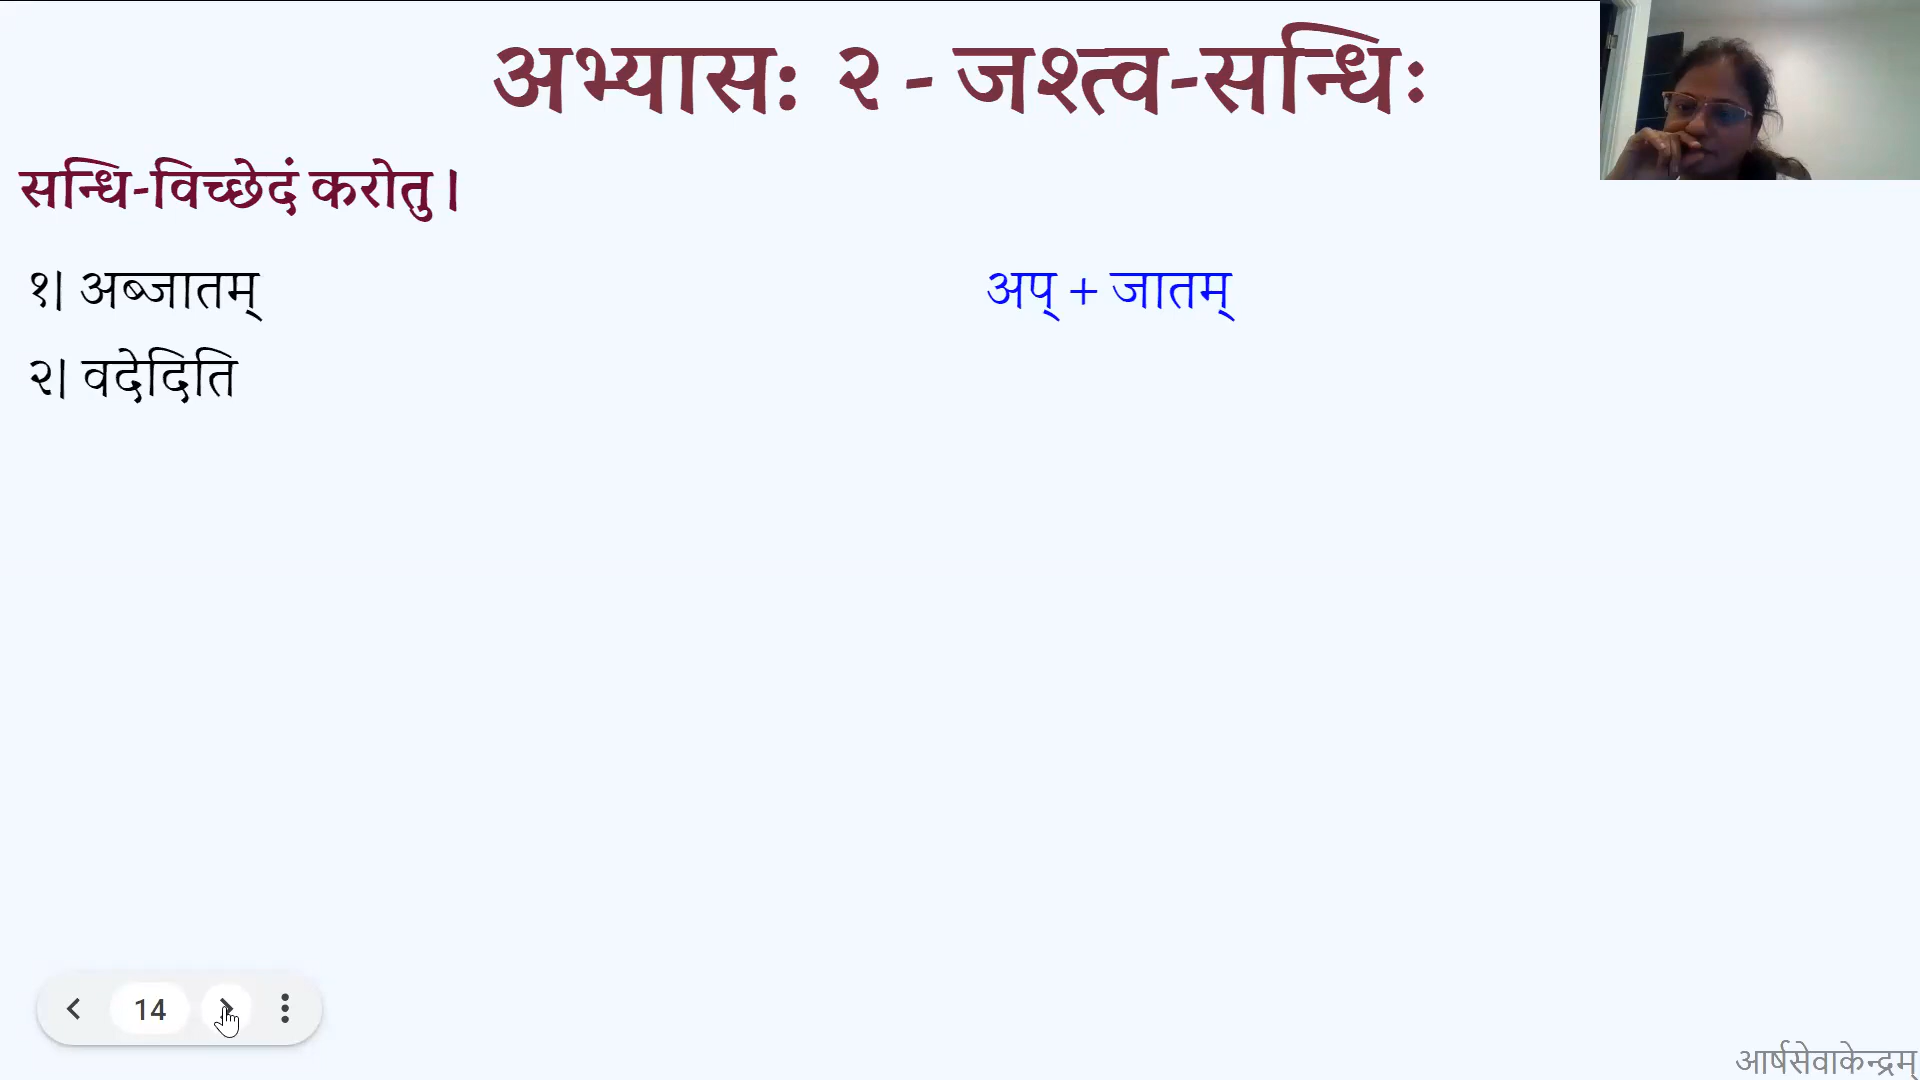 अभ्यासः २ - जश्त्व-सन्धिः
सन्धि-विच्छेदं करोतु ।
१| अब्जातम् अप् + जातम्
२| वदेदिति
14
आर्षसेवाकेन्द्रम्